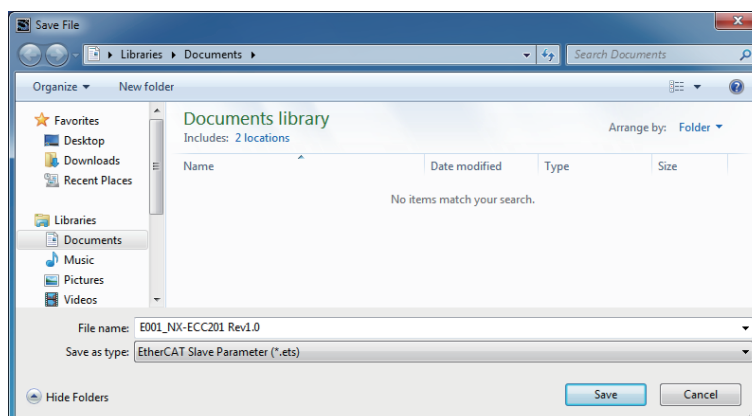 Save File
Libraries Documents Search Documents
Organize New folder
Favorites
Desktop
Downloads
Recent Places
Libraries
Documents
Music
Pictures
Videos
Documents library
Includes: 2 locations
Arrange by: Folder
Name Date modified Type Size
No items match your search.
File name: E001_NX-ECC201 Rev1.0
Save as type: EtherCAT Slave Parameter (*.ets)
Hide Folders Save Cancel